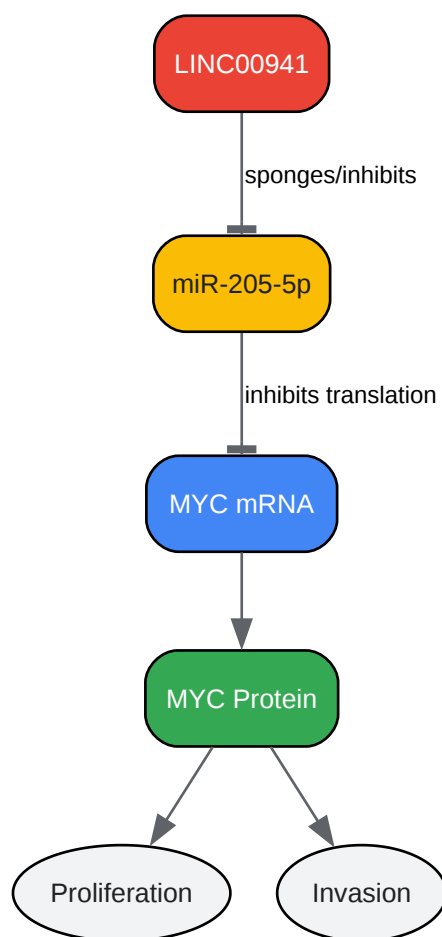 LINC00941
sponges/inhibits
miR-205-5p
inhibits translation
MYC mRNA
MYC Protein
Proliferation
Invasion